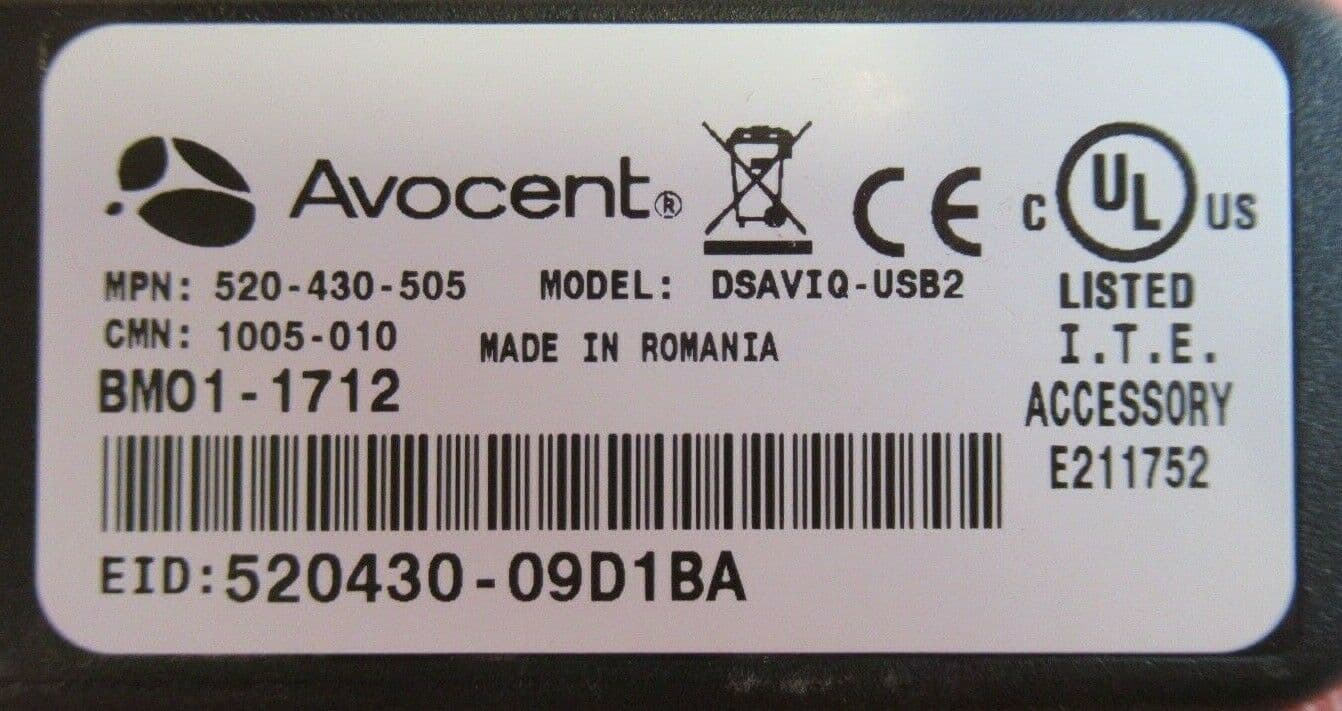 Avocent®
CE
C UL US
MPN: 520-430-505 MODEL: DSAVIQ-USB2
LISTED
CMN: 1005-010 MADE IN ROMANIA
I.T.E.
BM01-1712
ACCESSORY
E211752
EID:520430-09D1BA